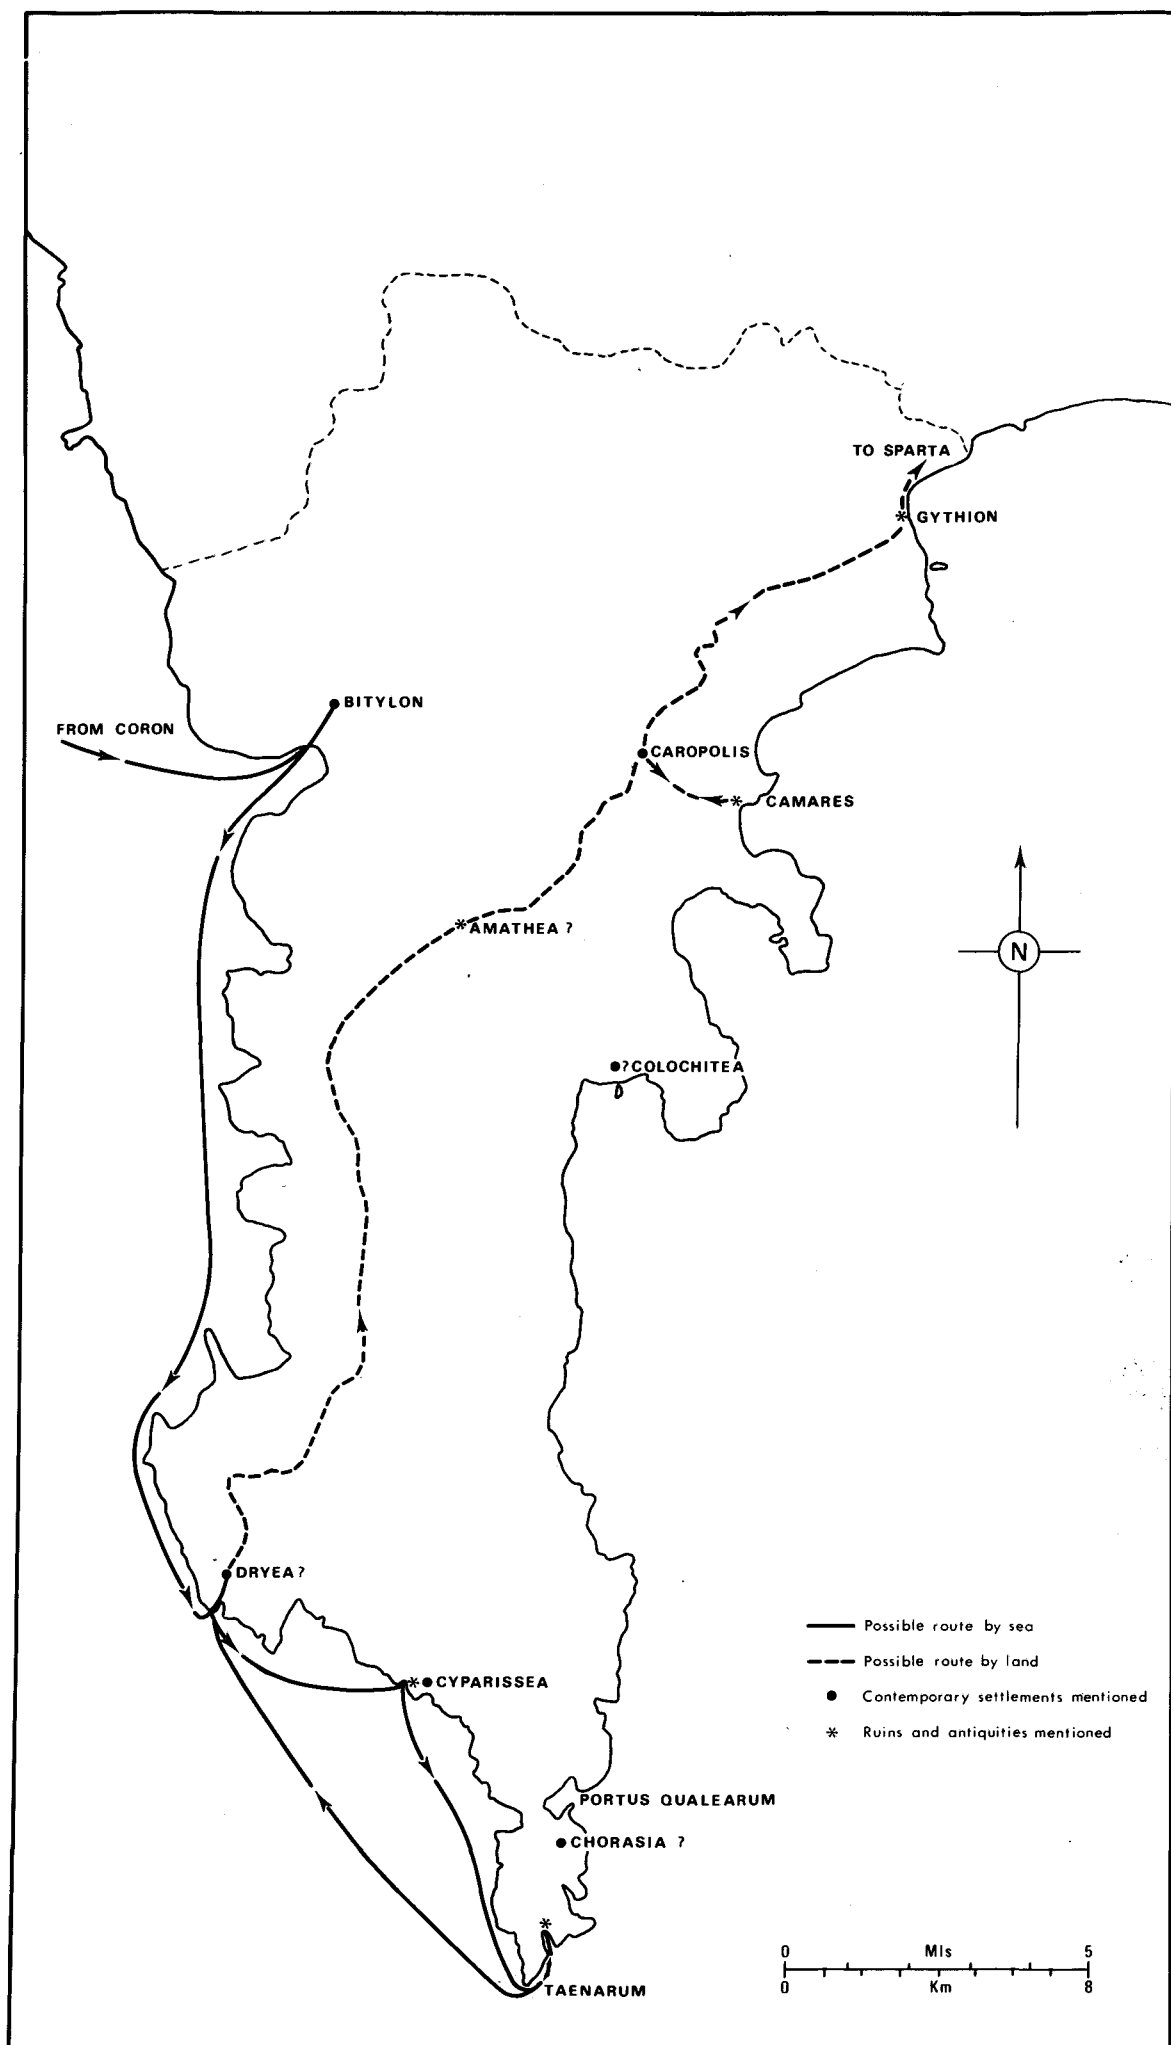 TO SPARTA
GYTHION
BITYLON
FROM CORON
CAROPOLIS
CAMARES
AMATHEA ?
N
?COLOCHITEA
DRYEA ?
Possible route by sea
Possible route by land
CYPARISSEA
Contemporary settlements mentioned
Ruins and antiquities mentioned
PORTUS QUALEARUM
CHORASIA ?
0 Mls 5
0 Km 8
TAENARUM